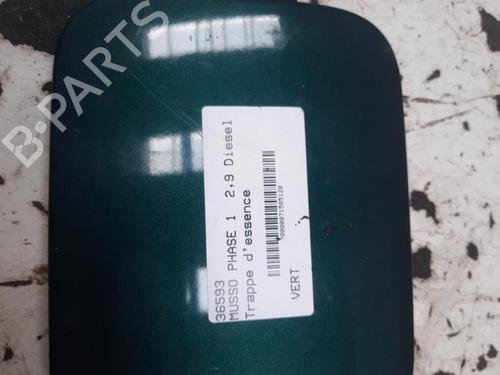 B-PARTS
36593
MUSSO PHASE 1 2,9 Diesel
Trappe d'essence
VERT